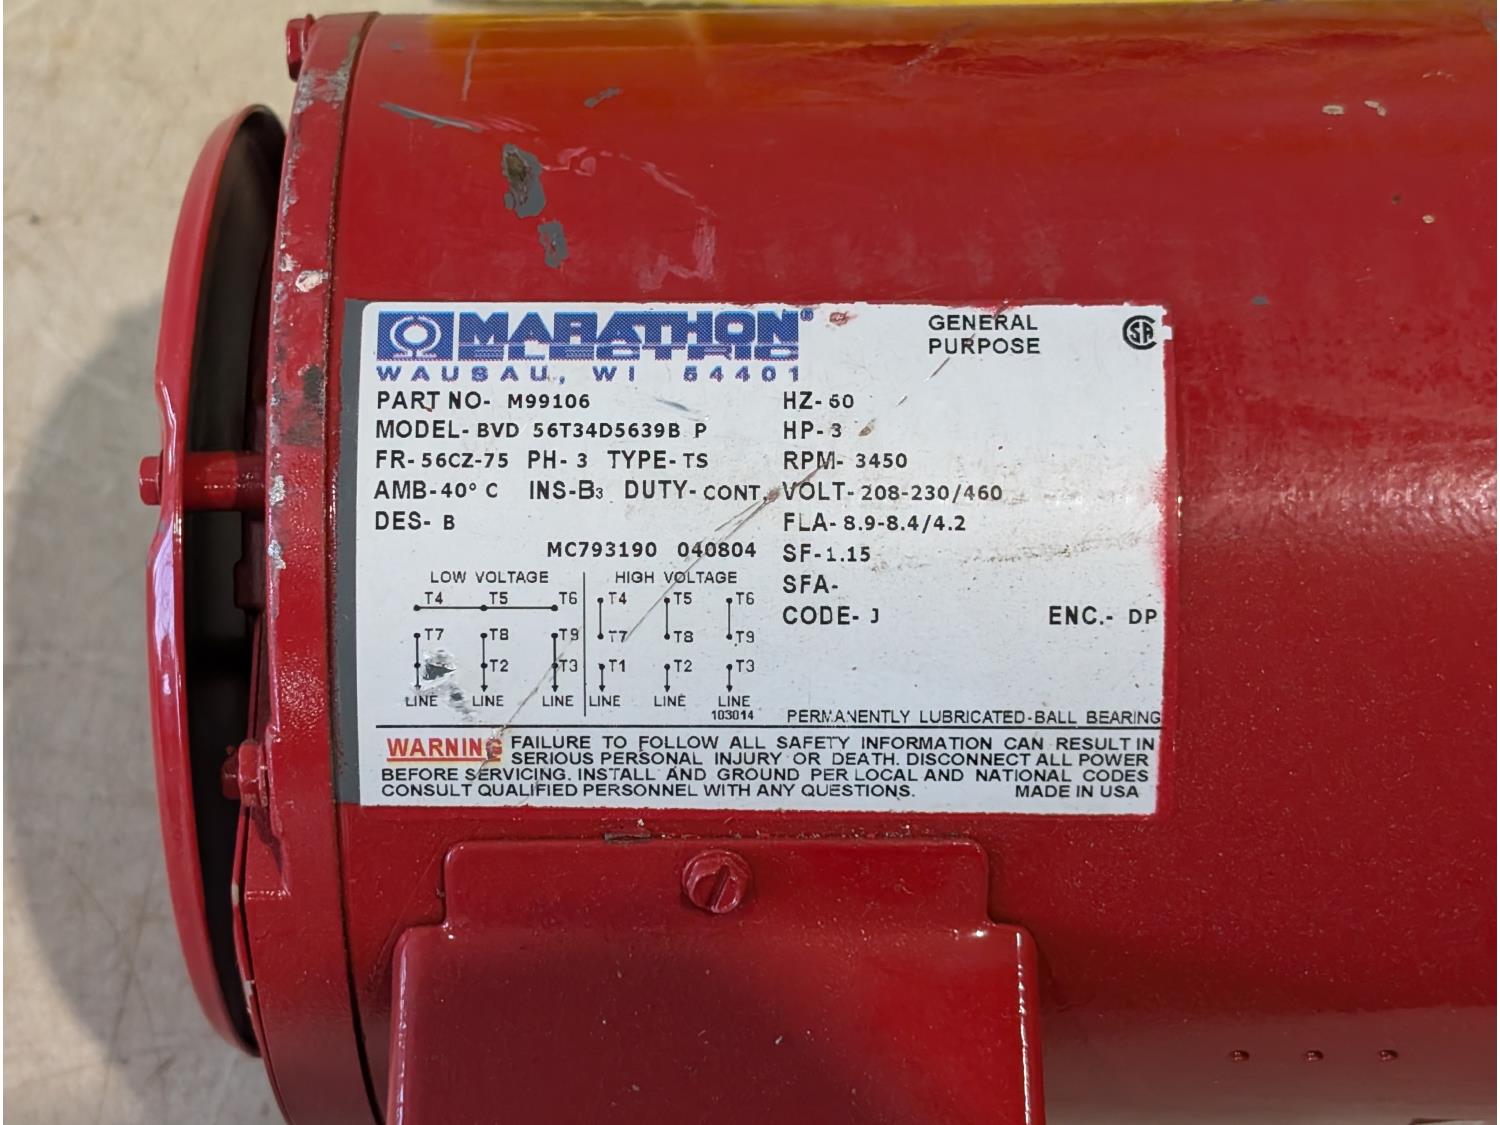 MARATHON®
ELECTRIC
WAUSAU, WI 54401
GENERAL
PURPOSE
SA
PART NO- M99106
MODEL- BVD 56T34D5639B P
FR- 56CZ-75 PH- 3 TYPE- TS
AMB-40° C INS-B3 DUTY- CONT.
DES- B
MC793190 040804
HZ- 60
HP- 3
RPM- 3450
VOLT- 208-230/460
FLA- 8.9-8.4/4.2
SF- 1.15
SFA-
CODE- J ENC.- DP
LOW VOLTAGE
T4 T5 T6
T7 T8 T9
T2 T3
LINE LINE LINE
HIGH VOLTAGE
T4 T5 T6
T7 T8 T9
T1 T2 T3
LINE LINE LINE
103014
PERMANENTLY LUBRICATED-BALL BEARING
WARNING FAILURE TO FOLLOW ALL SAFETY INFORMATION CAN RESULT IN
SERIOUS PERSONAL INJURY OR DEATH. DISCONNECT ALL POWER
BEFORE SERVICING. INSTALL AND GROUND PER LOCAL AND NATIONAL CODES
CONSULT QUALIFIED PERSONNEL WITH ANY QUESTIONS. MADE IN USA